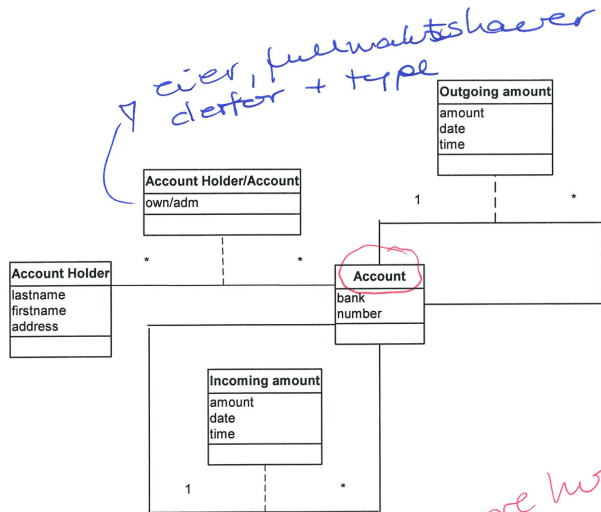 eier, fullmaktshaver
derfor + type
Outgoing amount
amount
date
time
1
*
Account Holder/Account
own/adm
*
*
Account Holder
lastname
firstname
address
Account
bank
number
Incoming amount
amount
date
time
1
*